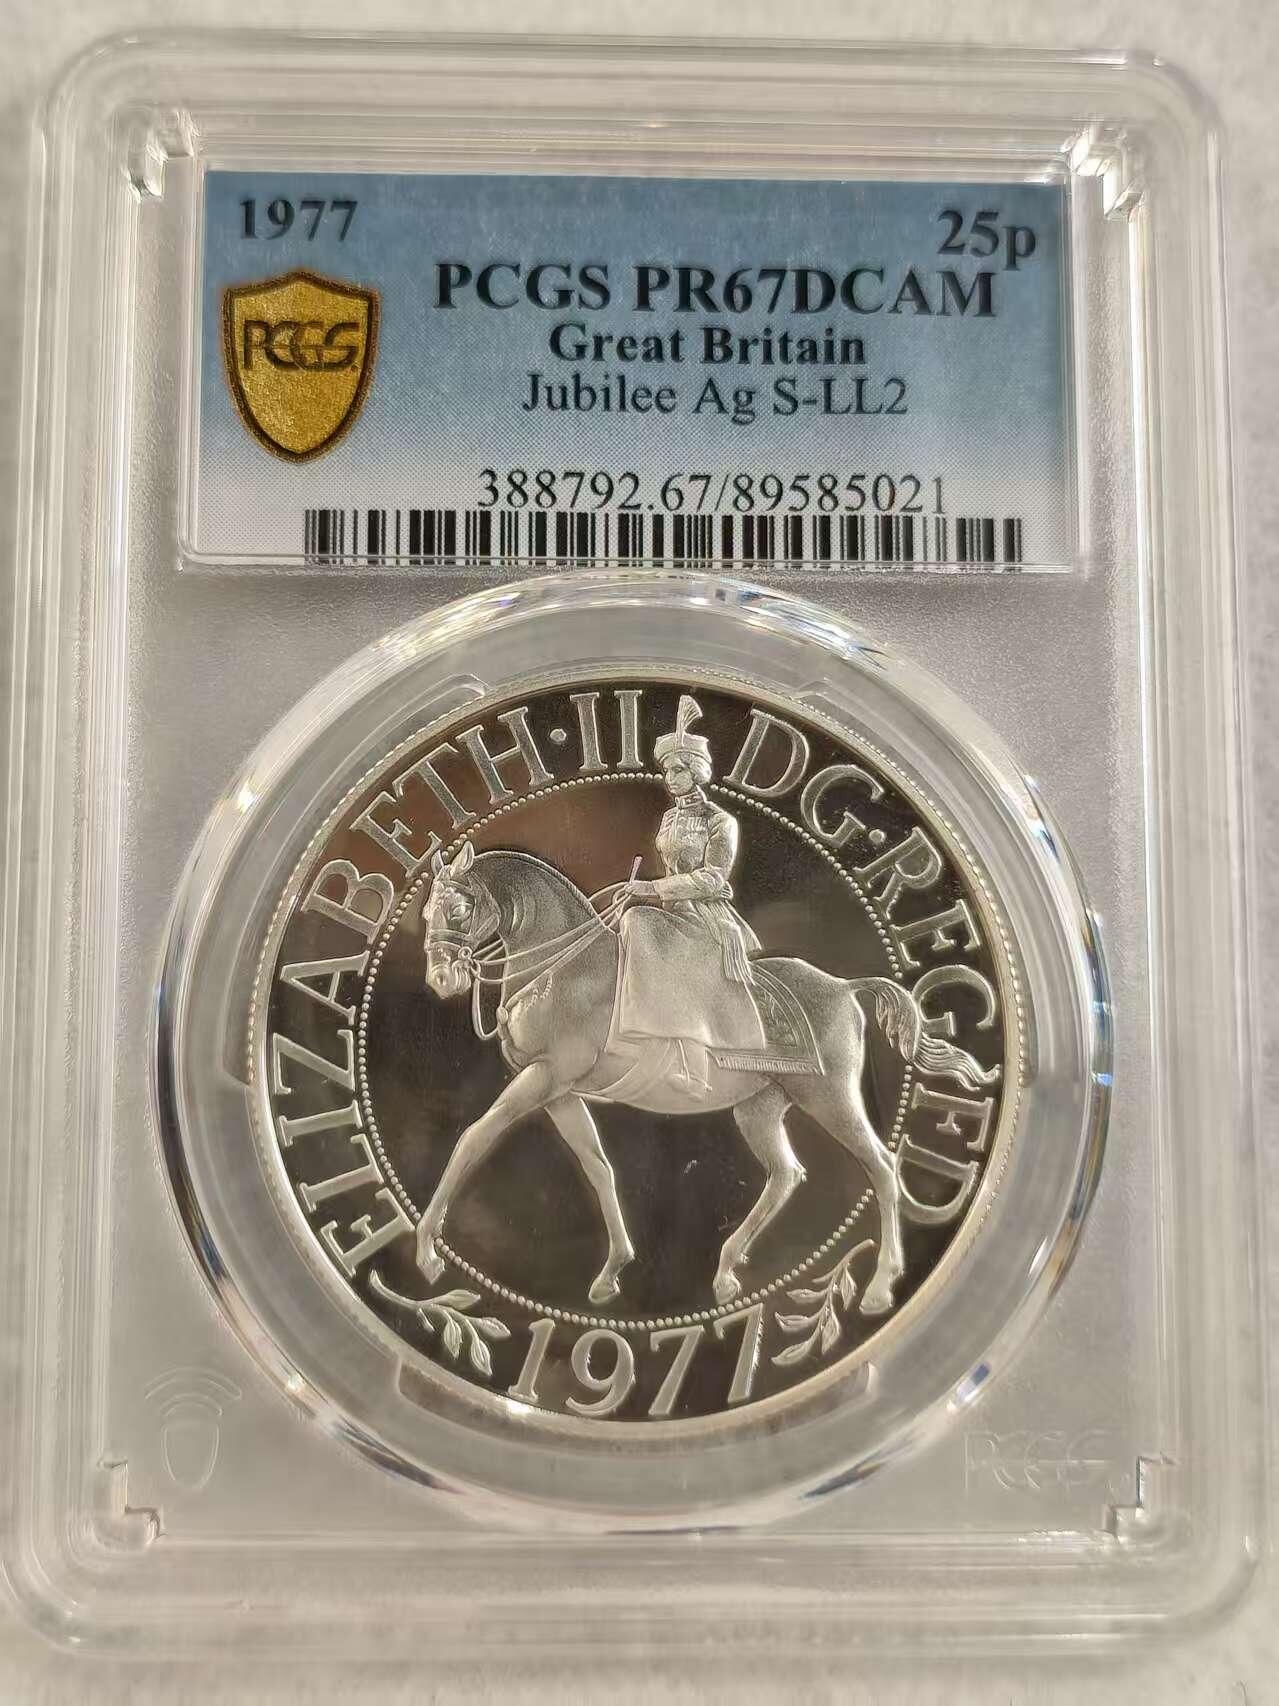 1977
25p
PCGS PR67DCAM
Great Britain
Jubilee Ag S-LL2
PCGS
388792.67/89585021
ELIZABETH·II DG·REG FD
1977
PCGS